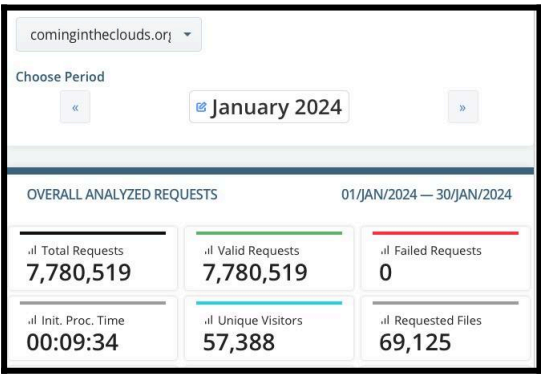 comingintheclouds.org
Choose Period
«
January 2024
»
OVERALL ANALYZED REQUESTS
01/JAN/2024 — 30/JAN/2024
Total Requests
Valid Requests
Failed Requests
7,780,519
7,780,519
0
Init. Proc. Time
Unique Visitors
Requested Files
00:09:34
57,388
69,125